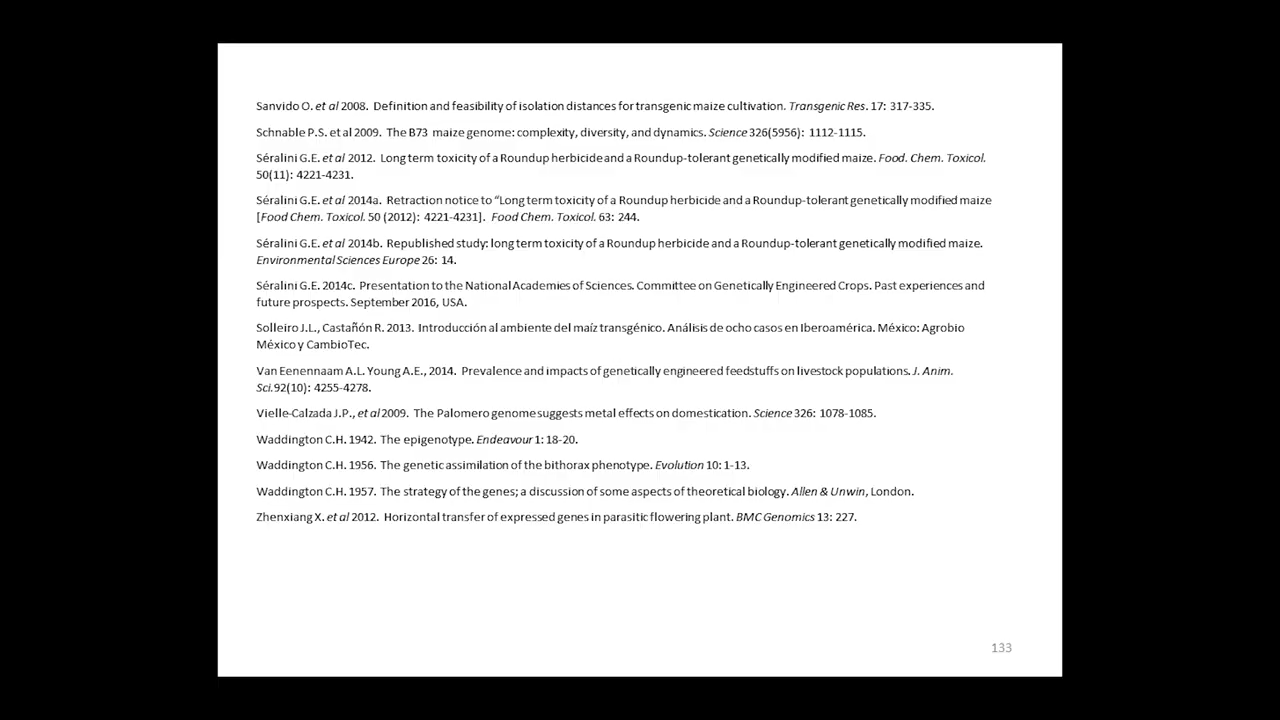 Sanvido O. et al 2008. Definition and feasibility of isolation distances for transgenic maize cultivation. Transgenic Res. 17: 317-335.
Schnable P.S. et al 2009. The B73 maize genome: complexity, diversity, and dynamics. Science 326(5956): 1112-1115.
Séralini G.E. et al 2012. Long term toxicity of a Roundup herbicide and a Roundup-tolerant genetically modified maize. Food. Chem. Toxicol.
50(11): 4221-4231.
Séralini G.E. et al 2014a. Retraction notice to “Long term toxicity of a Roundup herbicide and a Roundup-tolerant genetically modified maize
[Food Chem. Toxicol. 50 (2012): 4221-4231]. Food Chem. Toxicol. 63: 244.
Séralini G.E. et al 2014b. Republished study: long term toxicity of a Roundup herbicide and a Roundup-tolerant genetically modified maize.
Environmental Sciences Europe 26: 14.
Séralini G.E. 2014c. Presentation to the National Academies of Sciences. Committee on Genetically Engineered Crops. Past experiences and
future prospects. September 2016, USA.
Solleiro J.L., Castañón R. 2013. Introducción al ambiente del maíz transgénico. Análisis de ocho casos en Iberoamérica. México: Agrobio
México y CambioTec.
Van Eenennaam A.L. Young A.E., 2014. Prevalence and impacts of genetically engineered feedstuffs on livestock populations. J. Anim.
Sci.92(10): 4255-4278.
Vielle-Calzada J.P., et al 2009. The Palomero genome suggests metal effects on domestication. Science 326: 1078-1085.
Waddington C.H. 1942. The epigenotype. Endeavour 1: 18-20.
Waddington C.H. 1956. The genetic assimilation of the bithorax phenotype. Evolution 10: 1-13.
Waddington C.H. 1957. The strategy of the genes; a discussion of some aspects of theoretical biology. Allen & Unwin, London.
Zhenxiang X. et al 2012. Horizontal transfer of expressed genes in parasitic flowering plant. BMC Genomics 13: 227.
133